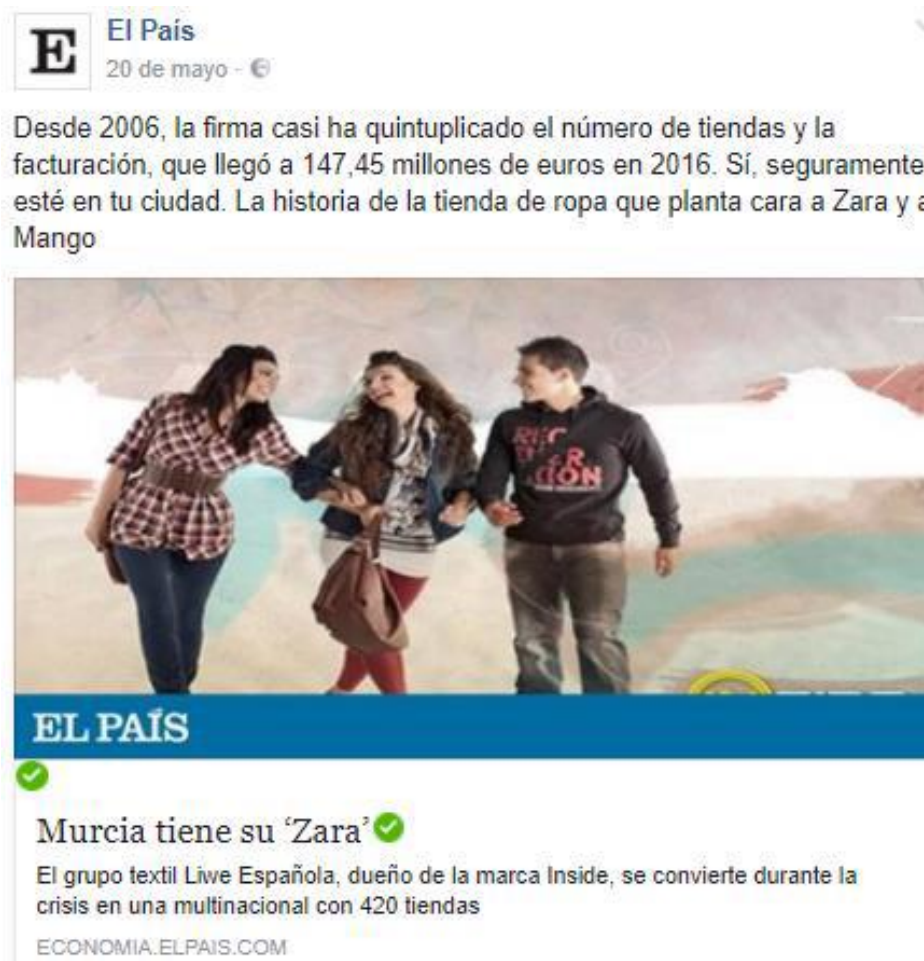 E
El País
20 de mayo
Desde 2006, la firma casi ha quintuplicado el número de tiendas y la
facturación, que llegó a 147,45 millones de euros en 2016. Sí, seguramente
esté en tu ciudad. La historia de la tienda de ropa que planta cara a Zara y a
Mango
EL PAÍS
Murcia tiene su ‘Zara’
El grupo textil Liwe Española, dueño de la marca Inside, se convierte durante la
crisis en una multinacional con 420 tiendas
ECONOMIA.ELPAIS.COM